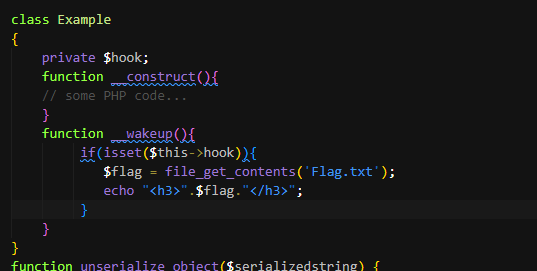 class Example
{
private $hook;
function __construct(){
// some PHP code...
}
function __wakeup(){
if(isset($this->hook)){
$flag = file_get_contents('Flag.txt');
echo "<h3>".$flag."</h3>";
}
}
}
function unserialize_object($serializedstring) {